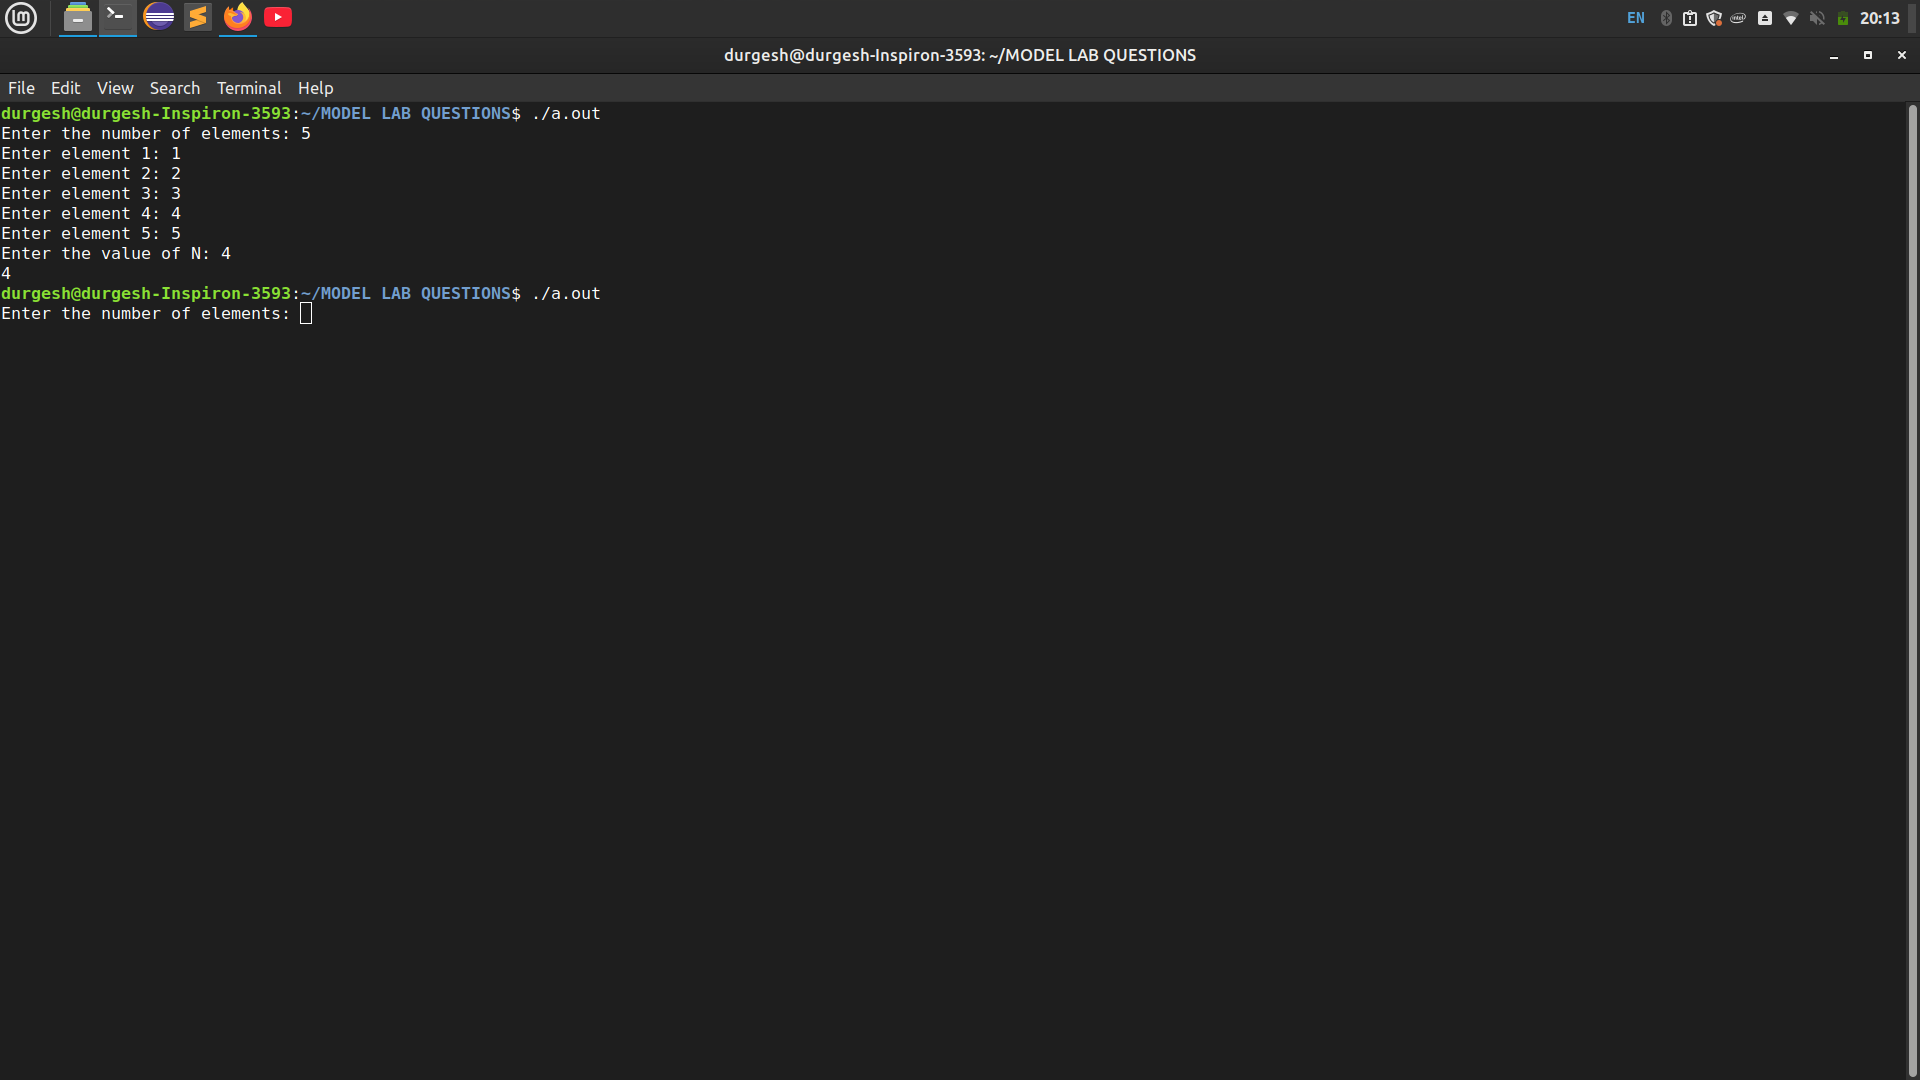 EN 20:13
durgesh@durgesh-Inspiron-3593: ~/MODEL LAB QUESTIONS
File Edit View Search Terminal Help
durgesh@durgesh-Inspiron-3593:~/MODEL LAB QUESTIONS$ ./a.out
Enter the number of elements: 5
Enter element 1: 1
Enter element 2: 2
Enter element 3: 3
Enter element 4: 4
Enter element 5: 5
Enter the value of N: 4
4
durgesh@durgesh-Inspiron-3593:~/MODEL LAB QUESTIONS$ ./a.out
Enter the number of elements: